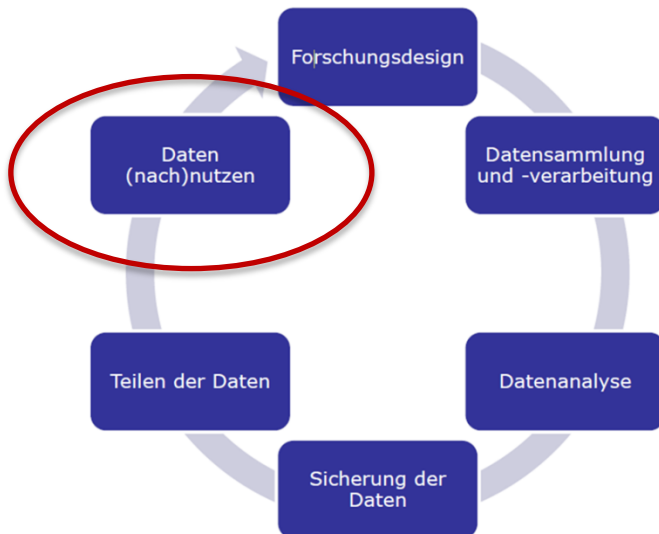 Forschungsdesign
Datensammlung
und -verarbeitung
Datenanalyse
Sicherung der
Daten
Teilen der Daten
Daten
(nach)nutzen